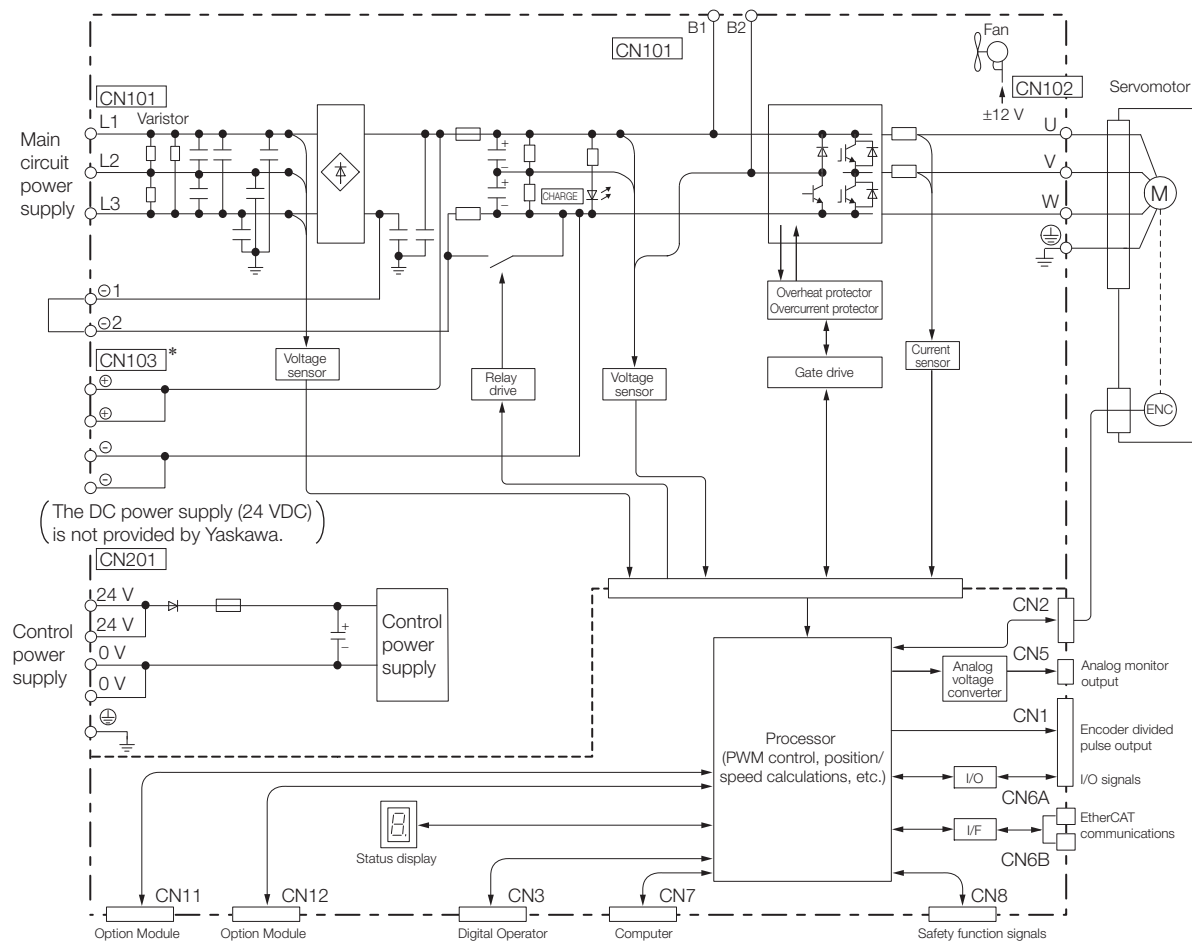 B1
B2
CN101
Fan
CN102
±12 V
Servomotor
CN101
Main
circuit
power
supply
L1
Varistor
L2
L3
CHARGE
U
V
W
M
⊖1
⊖2
CN103 *
⊕
⊕
⊖
⊖
Voltage
sensor
Relay
drive
Voltage
sensor
Overheat protector
Overcurrent protector
Gate drive
Current
sensor
ENC
(The DC power supply (24 VDC)
is not provided by Yaskawa.)
CN201
Control
power
supply
24 V
24 V
0 V
0 V
+
–
Control
power
supply
CN2
CN5
Analog
voltage
converter
Analog monitor
output
CN1
Processor
(PWM control, position/
speed calculations, etc.)
Encoder divided
pulse output
I/O
I/O signals
CN6A
I/F
EtherCAT
communications
CN6B
8.
Status display
CN11
CN12
CN3
CN7
CN8
Option Module
Option Module
Digital Operator
Computer
Safety function signals